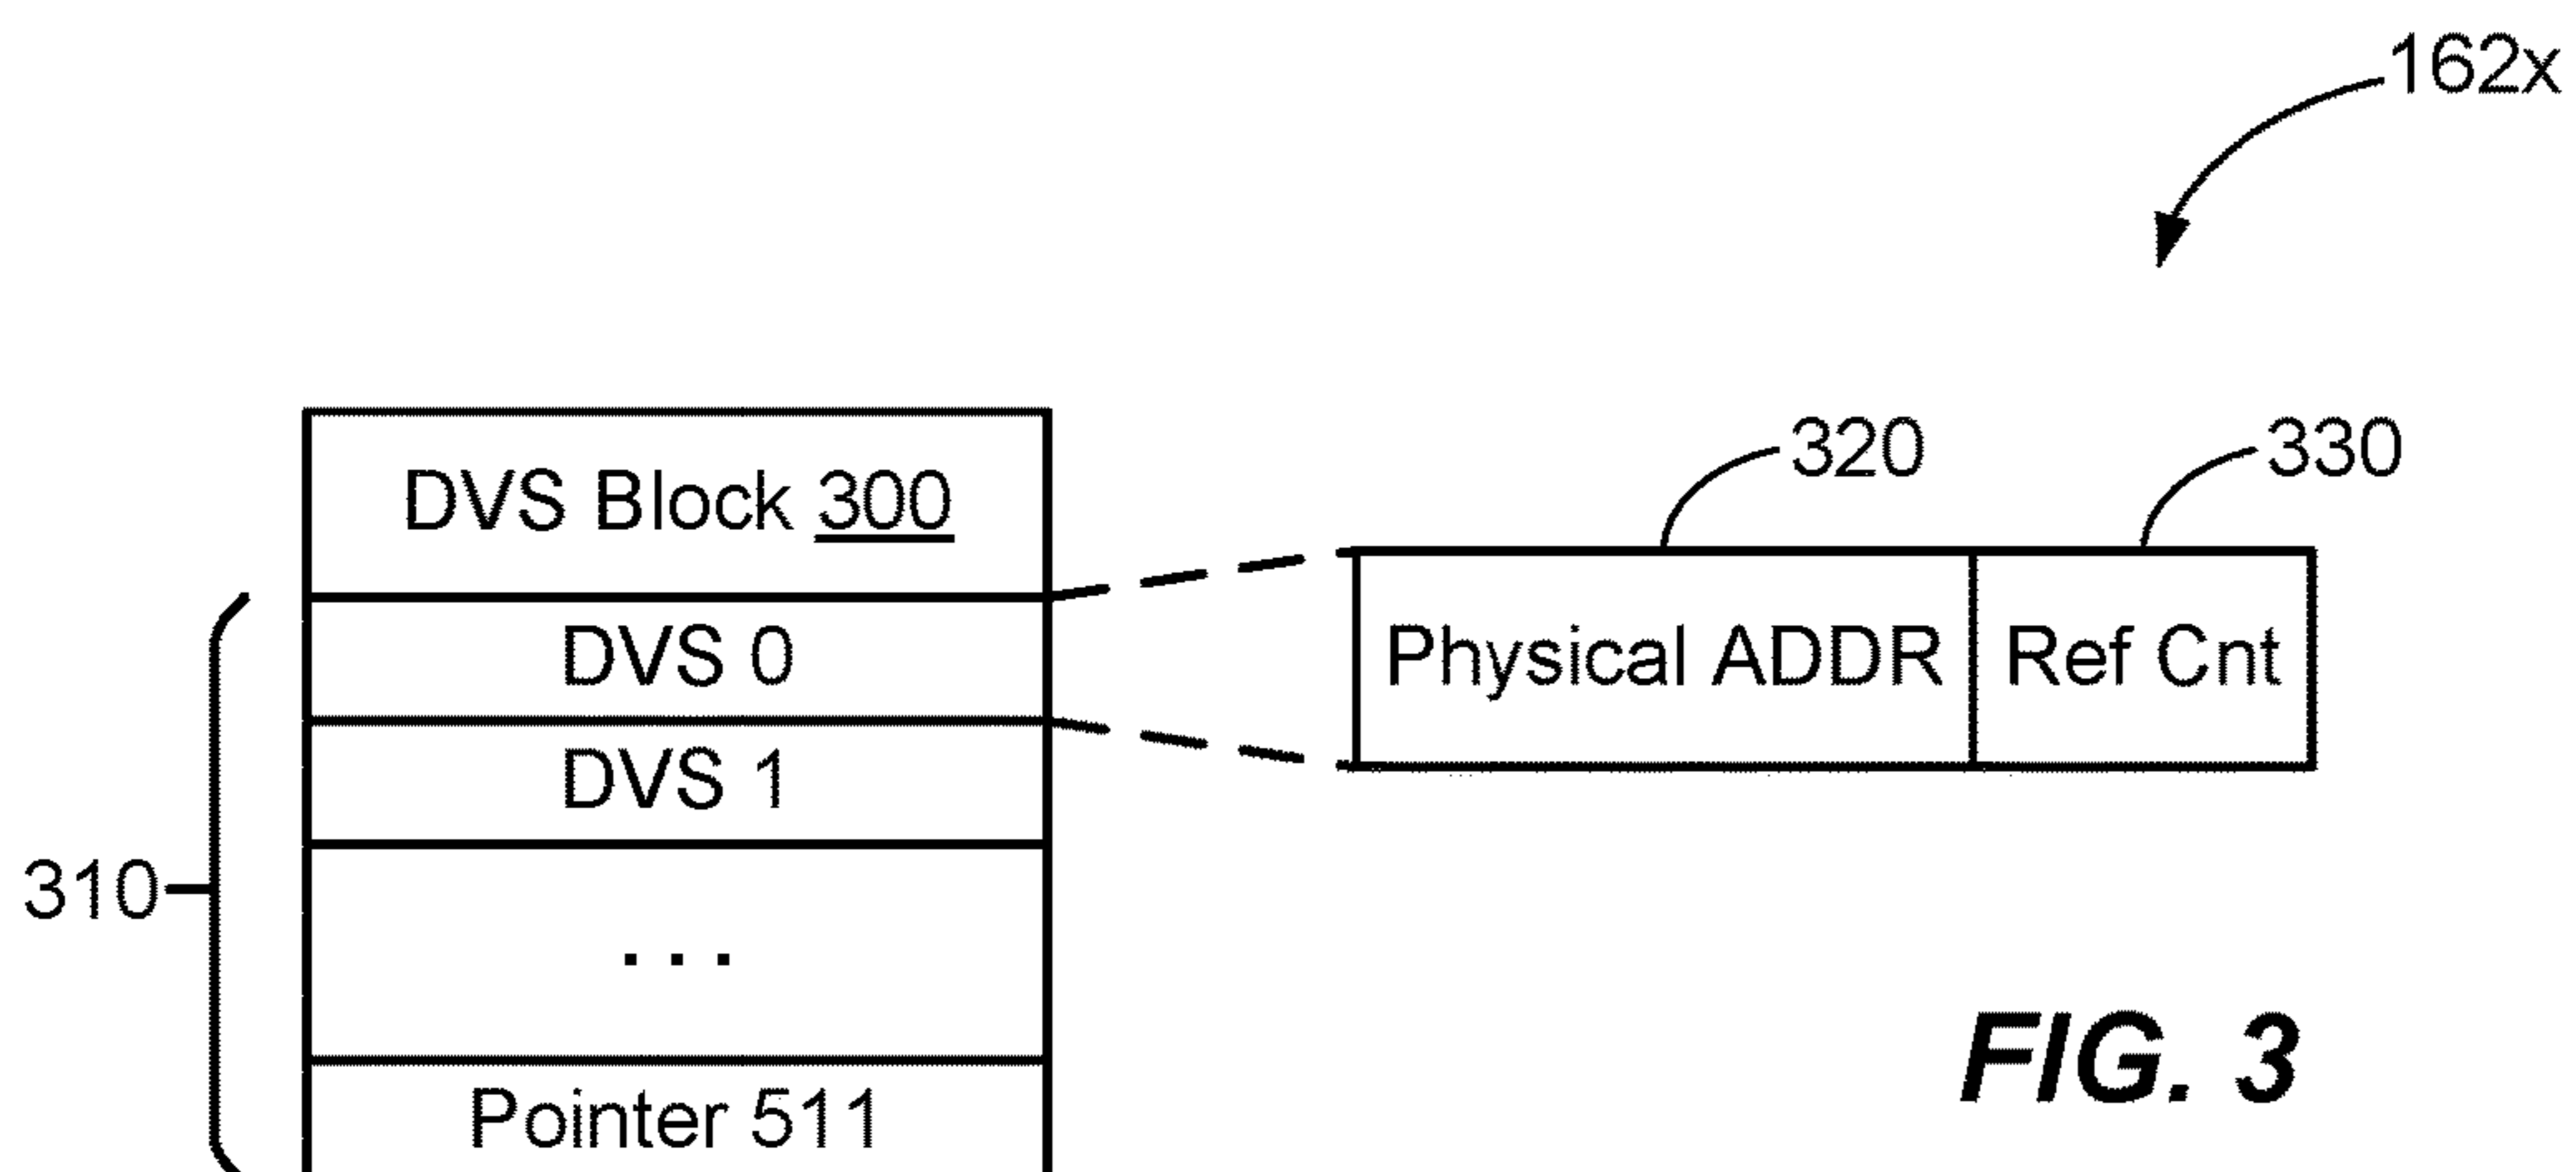 162x
320
330
DVS Block 300
Physical ADDR
Ref Cnt
DVS 0
DVS 1
310
. . .
Pointer 511
FIG. 3